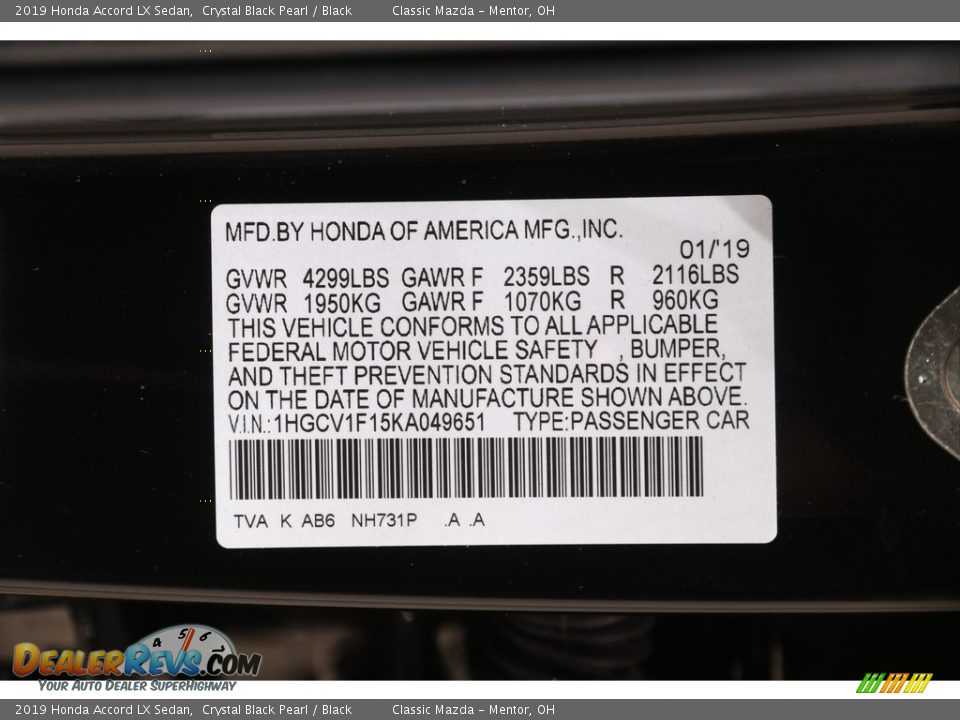 2019 Honda Accord LX Sedan,  Crystal Black Pearl / Black        Classic Mazda – Mentor, OH
MFD.BY HONDA OF AMERICA MFG.,INC.
01/'19
GVWR 4299LBS GAWR F 2359LBS R 2116LBS
GVWR 1950KG GAWR F 1070KG R 960KG
THIS VEHICLE CONFORMS TO ALL APPLICABLE
FEDERAL MOTOR VEHICLE SAFETY , BUMPER,
AND THEFT PREVENTION STANDARDS IN EFFECT
ON THE DATE OF MANUFACTURE SHOWN ABOVE.
V.I.N.:1HGCV1F15KA049651 TYPE:PASSENGER CAR
TVA K AB6 NH731P .A .A
4 5 6
DEALERREVS.COM
YOUR AUTO DEALER SUPERHIGHWAY
2019 Honda Accord LX Sedan,  Crystal Black Pearl / Black        Classic Mazda – Mentor, OH